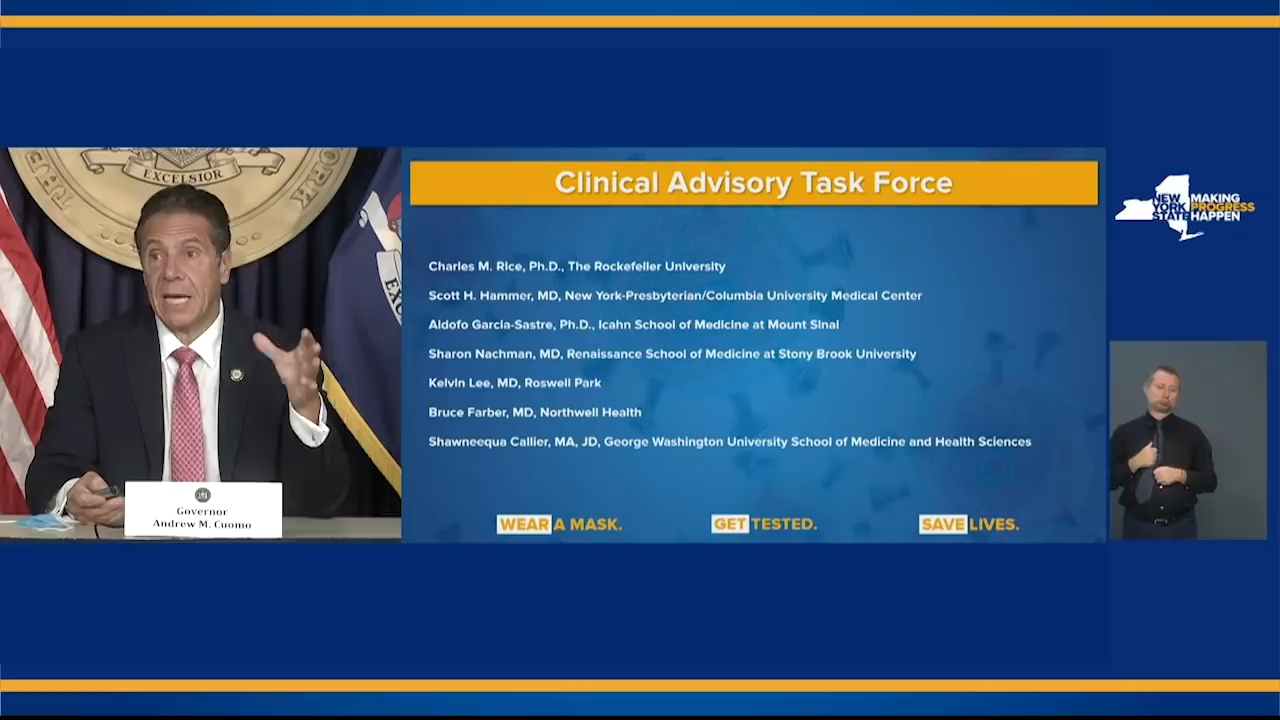 EXCELSIOR
Governor
Andrew M. Cuomo
Clinical Advisory Task Force
Charles M. Rice, Ph.D., The Rockefeller University
Scott H. Hammer, MD, New York-Presbyterian/Columbia University Medical Center
Aldofo Garcia-Sastre, Ph.D., Icahn School of Medicine at Mount Sinai
Sharon Nachman, MD, Renaissance School of Medicine at Stony Brook University
Kelvin Lee, MD, Roswell Park
Bruce Farber, MD, Northwell Health
Shawneequa Callier, MA, JD, George Washington University School of Medicine and Health Sciences
WEAR A MASK. GET TESTED. SAVE LIVES.
NEW YORK STATE
MAKING PROGRESS HAPPEN